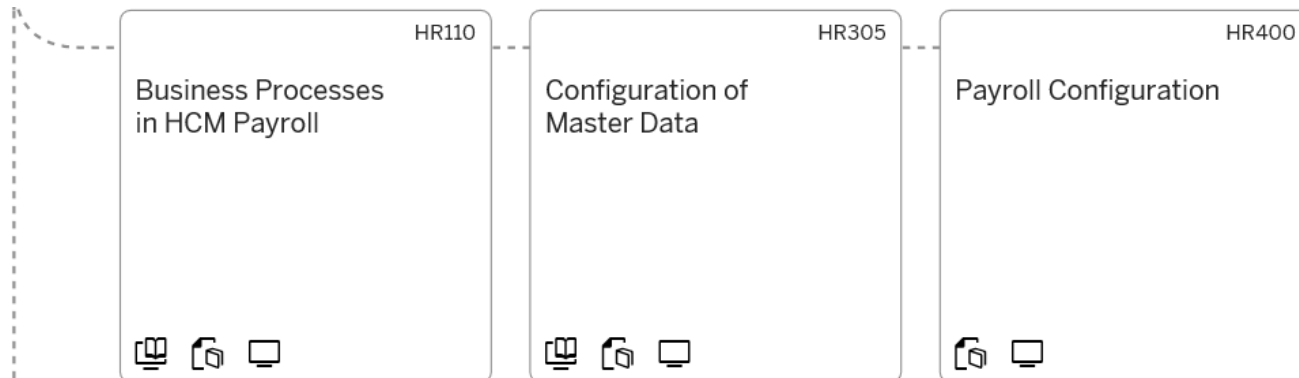 HR110
Business Processes
in HCM Payroll
HR305
Configuration of
Master Data
HR400
Payroll Configuration